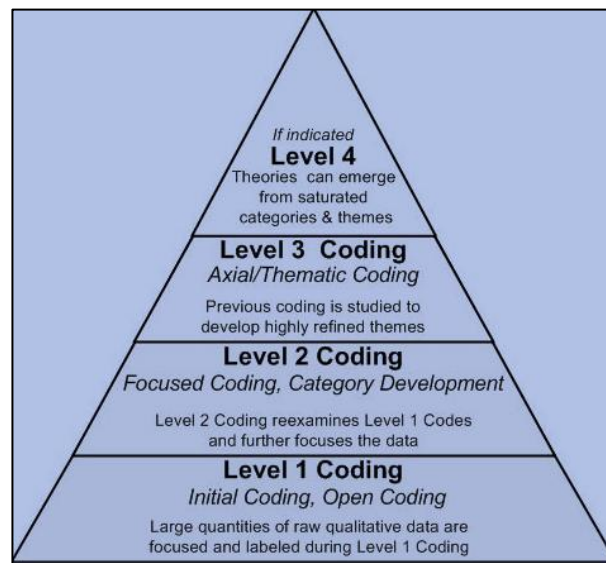 If indicated
Level 4
Theories can emerge
from saturated
categories & themes
Level 3 Coding
Axial/Thematic Coding
Previous coding is studied to
develop highly refined themes
Level 2 Coding
Focused Coding, Category Development
Level 2 Coding reexamines Level 1 Codes
and further focuses the data
Level 1 Coding
Initial Coding, Open Coding
Large quantities of raw qualitative data are
focused and labeled during Level 1 Coding